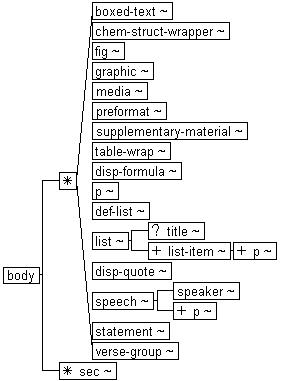 boxed-text ~
chem-struct-wrapper ~
fig ~
graphic ~
media ~
preformat ~
supplementary-material ~
table-wrap ~
disp-formula ~
p ~
def-list ~
? title ~
list ~
+ list-item ~ + p ~
disp-quote ~
speaker ~
speech ~
+ p ~
statement ~
verse-group ~
*
body
* sec ~